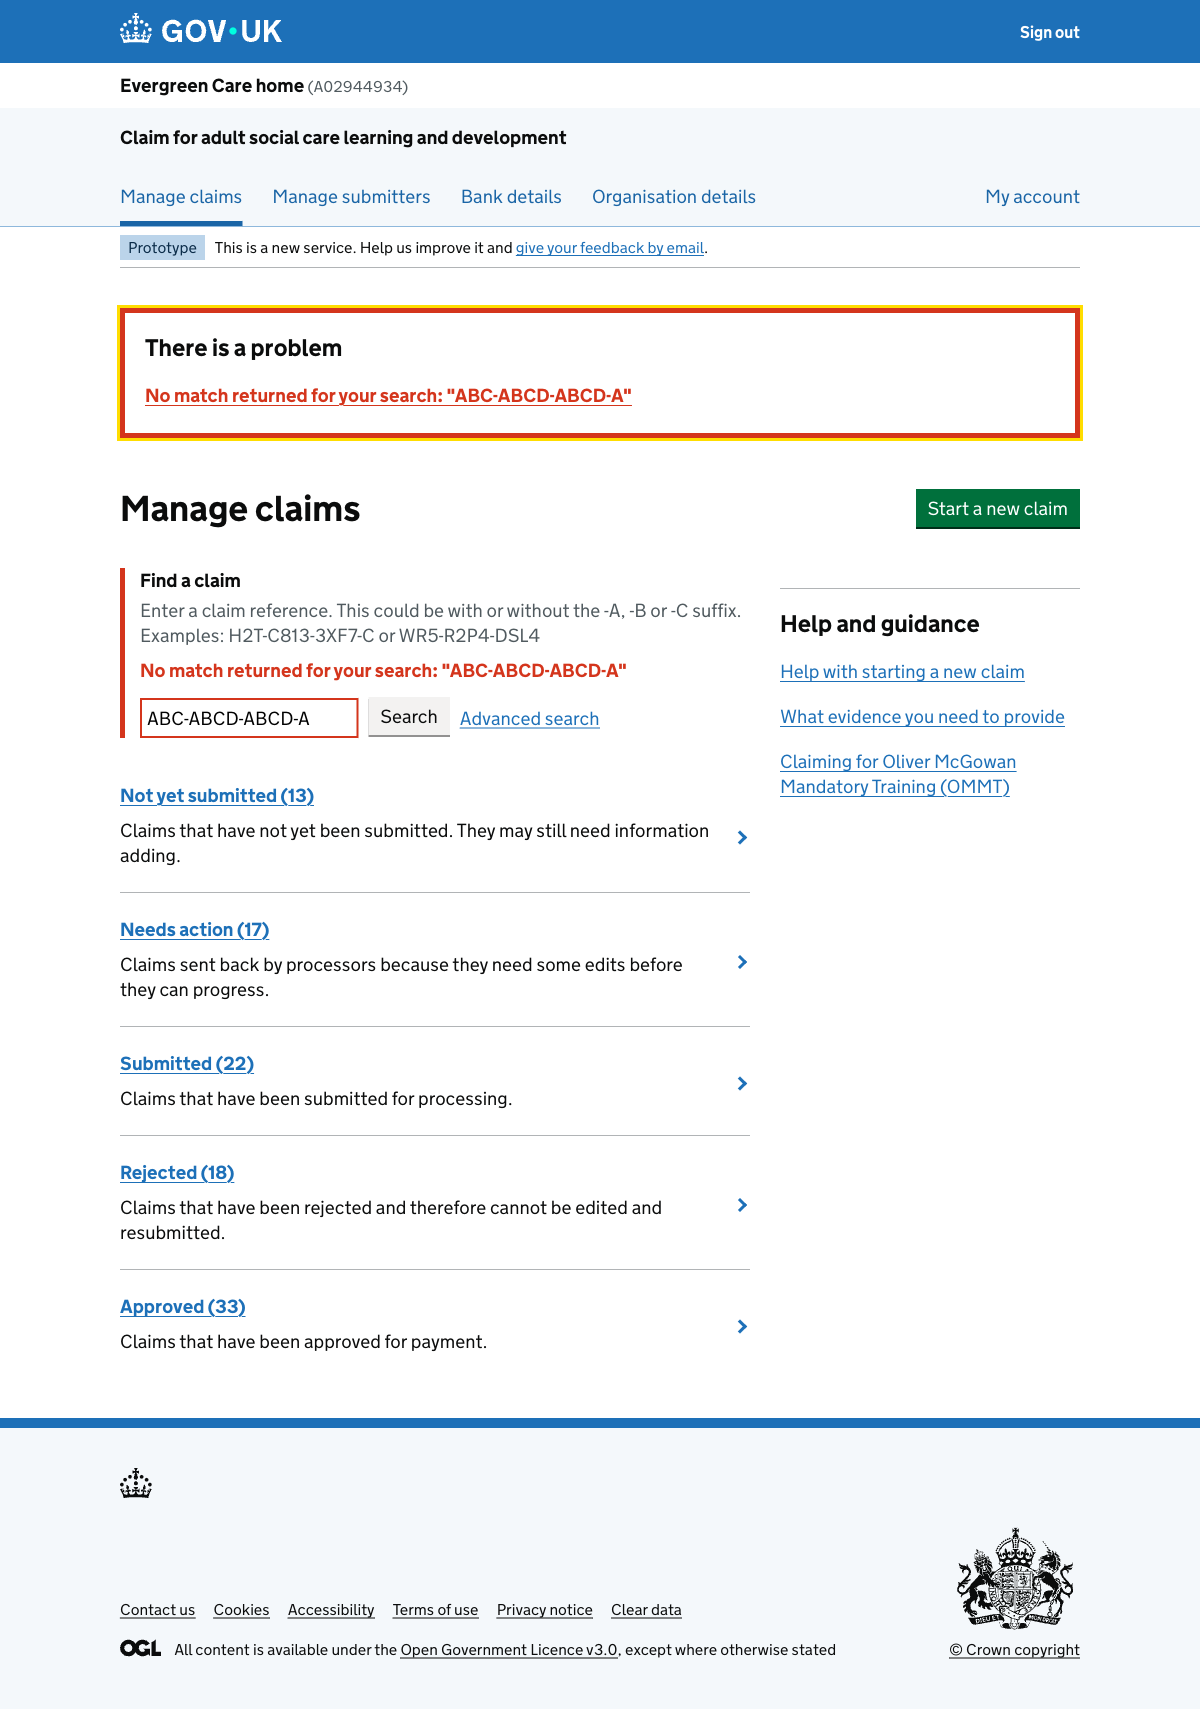 GOV·UK
Sign out
Evergreen Care home (A02944934)
Claim for adult social care learning and development
Manage claims
Manage submitters
Bank details
Organisation details
My account
Prototype
This is a new service. Help us improve it and give your feedback by email.
There is a problem
No match returned for your search: "ABC-ABCD-ABCD-A"
Manage claims
Start a new claim
Find a claim
Enter a claim reference. This could be with or without the -A, -B or -C suffix.
Examples: H2T-C813-3XF7-C or WR5-R2P4-DSL4
No match returned for your search: "ABC-ABCD-ABCD-A"
ABC-ABCD-ABCD-A
Search
Advanced search
Help and guidance
Help with starting a new claim
What evidence you need to provide
Claiming for Oliver McGowan
Mandatory Training (OMMT)
Not yet submitted (13)
Claims that have not yet been submitted. They may still need information
adding.
Needs action (17)
Claims sent back by processors because they need some edits before
they can progress.
Submitted (22)
Claims that have been submitted for processing.
Rejected (18)
Claims that have been rejected and therefore cannot be edited and
resubmitted.
Approved (33)
Claims that have been approved for payment.
Contact us
Cookies
Accessibility
Terms of use
Privacy notice
Clear data
OGL
All content is available under the Open Government Licence v3.0, except where otherwise stated
© Crown copyright